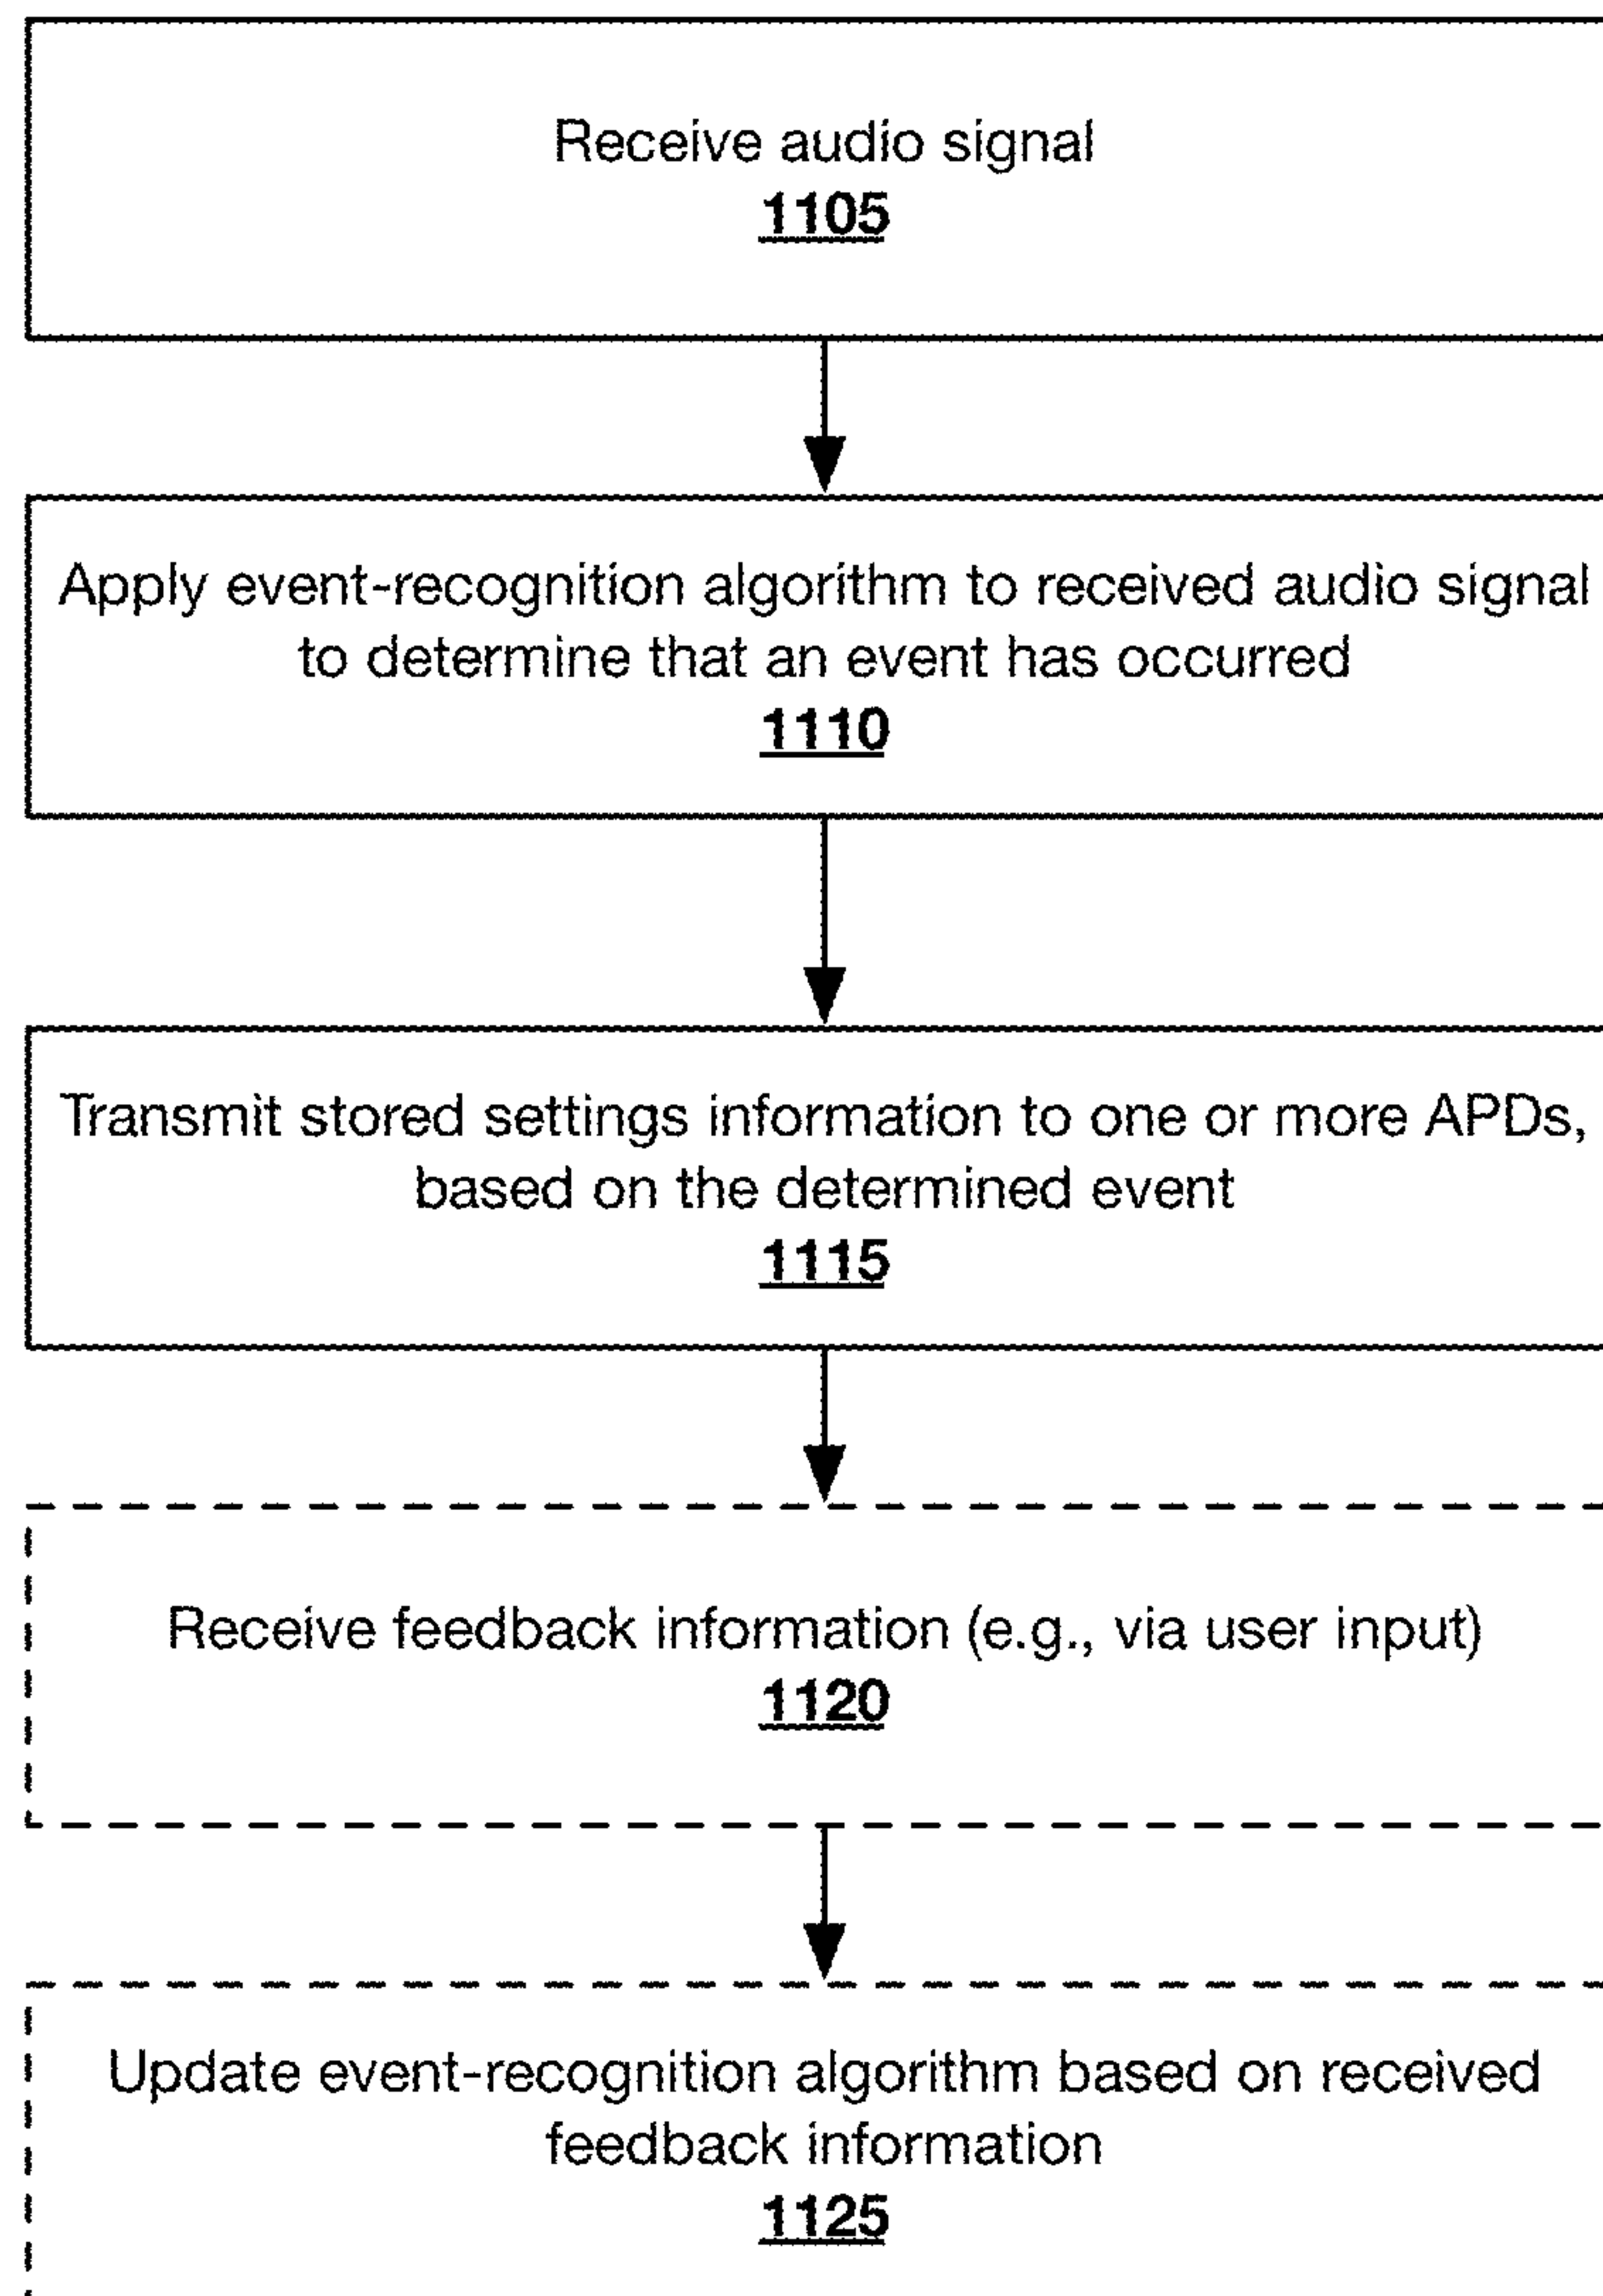 Receive audio signal
1105
Apply event-recognition algorithm to received audio signal
to determine that an event has occurred
1110
Transmit stored settings information to one or more APDs,
based on the determined event
1115
Receive feedback information (e.g., via user input)
1120
Update event-recognition algorithm based on received
feedback information
1125